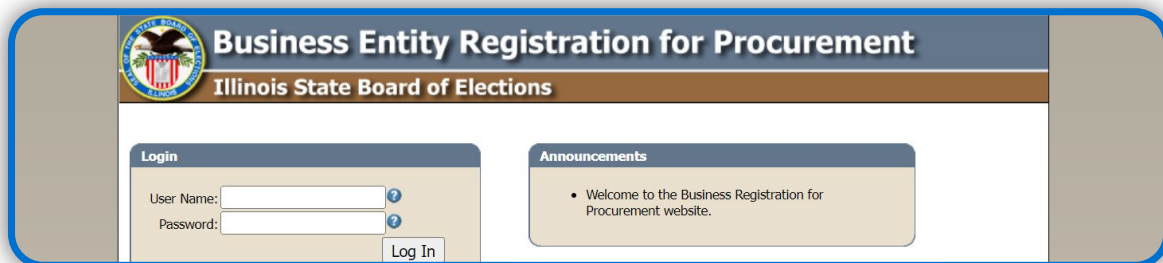 Business Entity Registration for Procurement
Illinois State Board of Elections
Login
User Name:
Password:
Log In
Announcements
• Welcome to the Business Registration for
Procurement website.